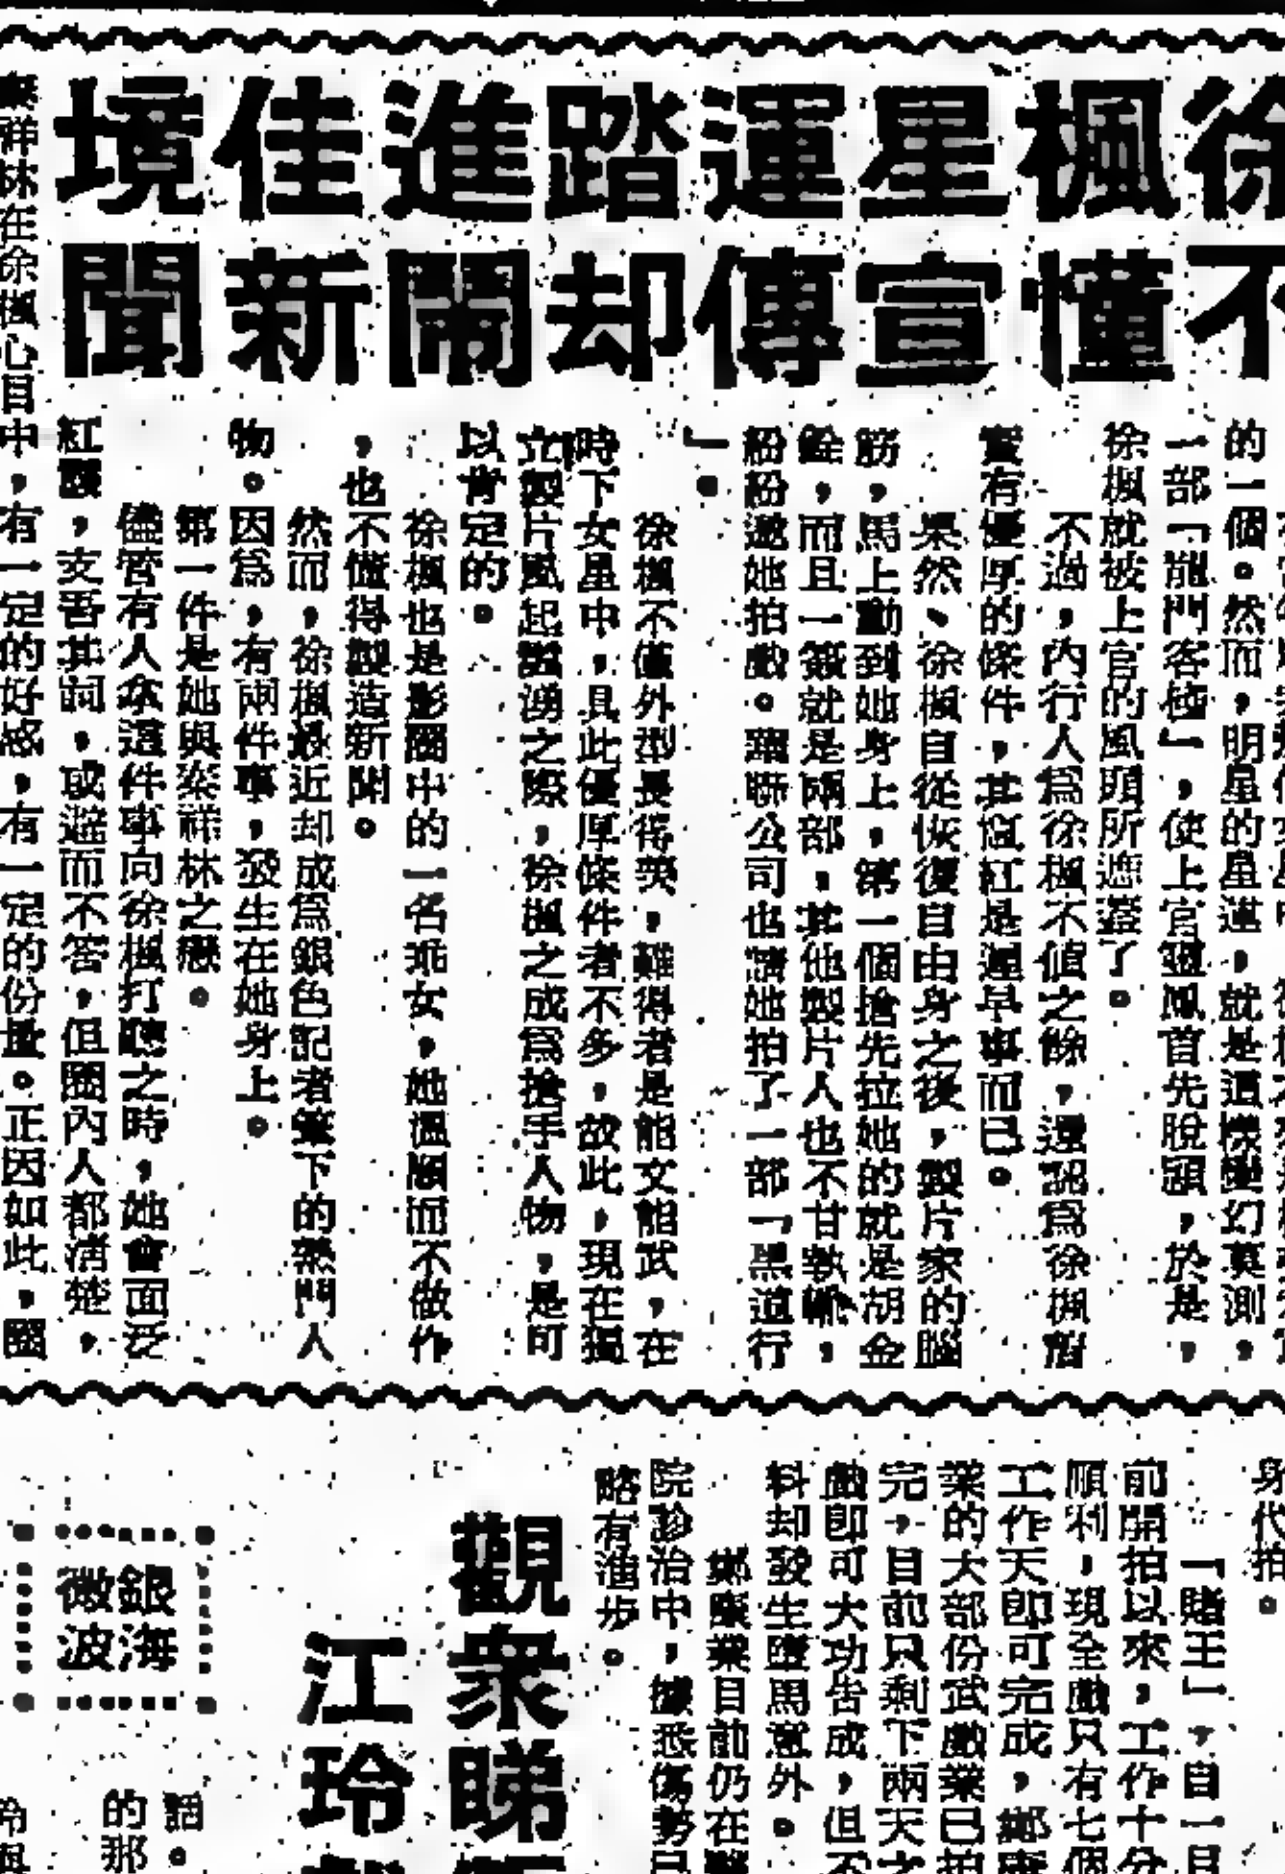 徐楓星運踏進佳境
不懂宣傳却鬧新聞
的一個。然而,明星的星運,就是這樣變幻莫測,
一部「龍門客棧」,使上官靈鳳首先脫穎,於是,
徐楓就被上官的風頭所遮蓋了。
不過,內行人爲徐楓不值之餘,還認爲徐楓
實有優厚的條件,其竄紅是遲早事而已。
果然、徐楓自從恢復自由身之後,製片家的腦
筋,馬上動到她身上,第一個搶先拉她的就是胡金
銓,而且一簽就是兩部,其他製片人也不甘執輸,
紛紛邀她拍戲。聯公司也請她拍了一部「黑道行
」。
徐楓不僅外型長得美,難得者是能文能武,在
時下女星中,具此優厚條件者不多,故此,現在獨
立製片風起雲湧之際,徐楓之成爲搶手人物,是可
以肯定的。
徐楓也是影圈中的一名乖女,她溫順而不做作
,也不懂得製造新聞。
然而,徐楓最近却成爲銀色記者筆下的熱門人
物。因爲,有兩件事,發生在她身上。
第一件是她與秦祥林之戀。
儘管有人拿這件事向徐楓打聽之時,她會面泛
紅霞,支吾其詞,或避而不答,但圈內人都清楚,
秦祥林在徐楓心目中,有一定的好感,有一定的份量。正因如此,圈
身代拍。
「賭王」,自一月
前開拍以來,工作十分
順利,現全戲只有七個
工作天即可完成,鄉
業的大部份武戲業已拍
完,目前只剩下兩天之
戲即可大功告成,但不
料却發生墮馬意外。
業目前仍在醫
院診治中,據悉傷勢已
略有進步。
觀衆睇
江玲
銀海
微波
話。
的那